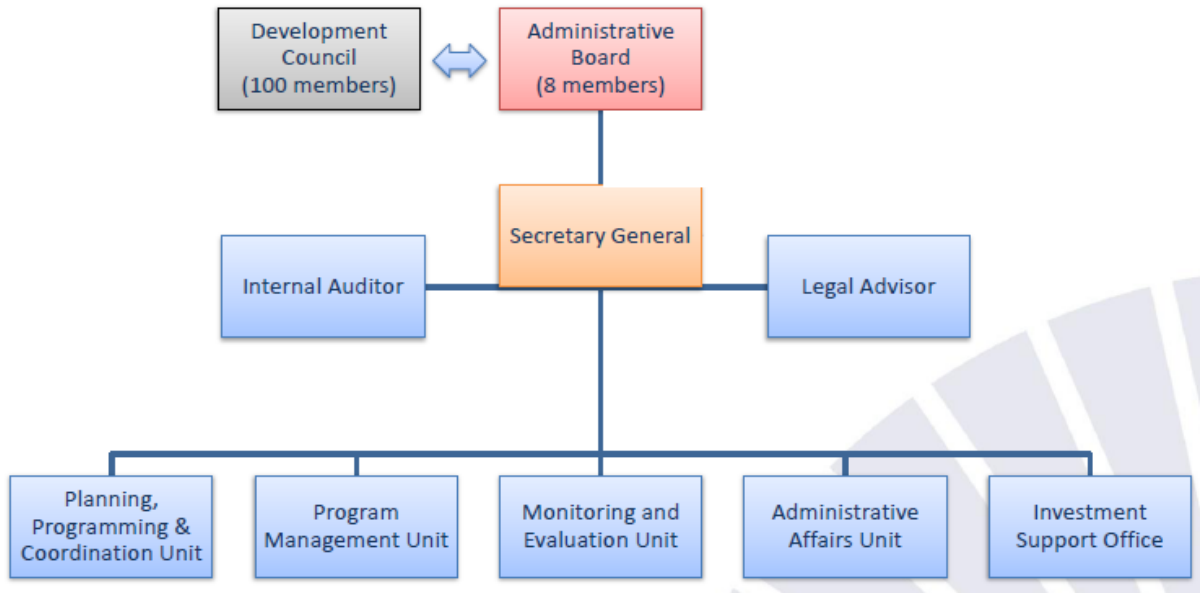 Development
Council
(100 members)
Administrative
Board
(8 members)
Secretary General
Internal Auditor
Legal Advisor
Planning,
Programming &
Coordination Unit
Program
Management Unit
Monitoring and
Evaluation Unit
Administrative
Affairs Unit
Investment
Support Office